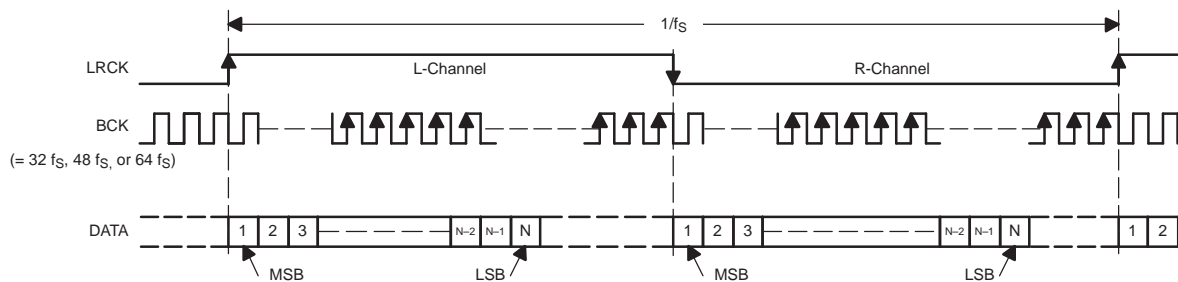 1/fS
LRCK
L-Channel
R-Channel
BCK
(= 32 fS, 48 fS, or 64 fS)
DATA
1 2 3 N–2 N–1 N 1 2 3 N–2 N–1 N 1 2
MSB LSB MSB LSB